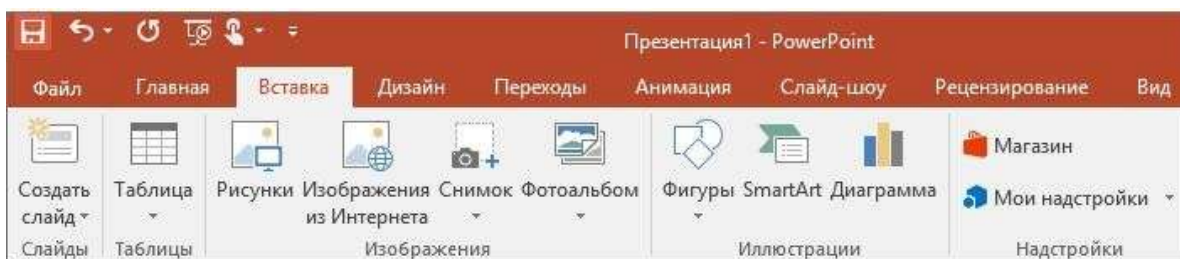 Презентация1 - PowerPoint
Файл Главная Вставка Дизайн Переходы Анимация Слайд-шоу Рецензирование Вид
Создать слайд
Таблица
Рисунки
Изображения из Интернета
Снимок
Фотоальбом
Фигуры
SmartArt
Диаграмма
Магазин
Мои надстройки
Слайды Таблицы Изображения Иллюстрации Надстройки